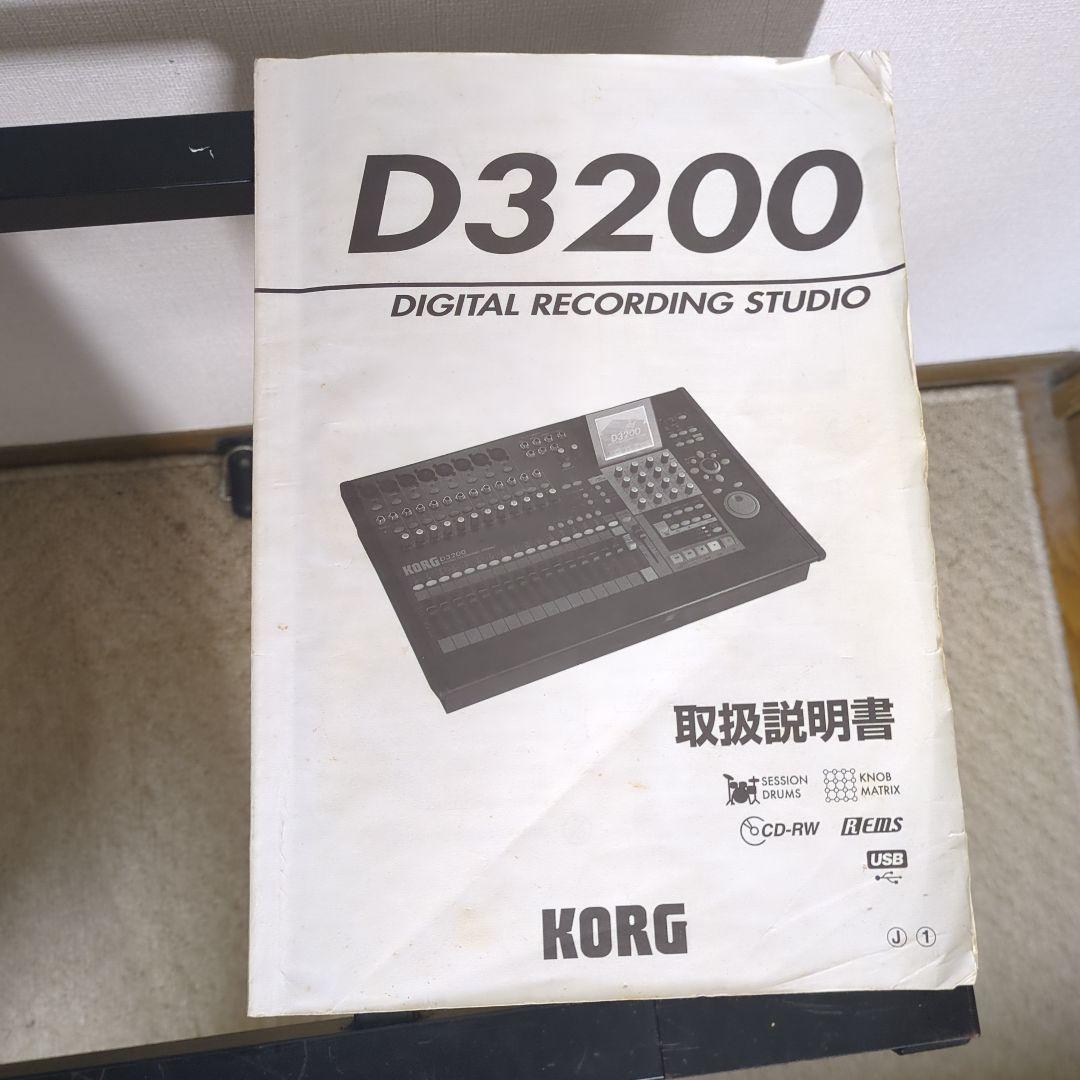 D3200
DIGITAL RECORDING STUDIO
D3200
KORG D3200
取扱説明書
SESSION
DRUMS
KNOB
MATRIX
CD-RW
REMS
USB
KORG
J 1